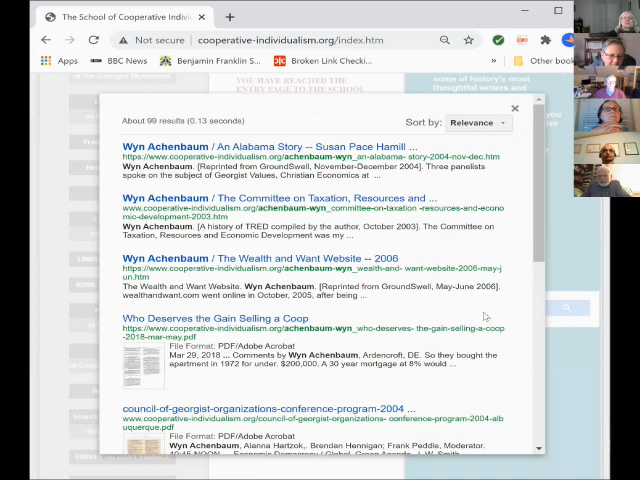 The School of Cooperative Indivi
Not secure cooperative-individualism.org/index.htm
Apps BBC News Benjamin Franklin S... Broken Link Checki... » Other book
YOU HAVE REACHED THE
ENTRY PAGE TO THE SCHOOL
some of history's most
thoughtful writers and
About 99 results (0.13 seconds)
Sort by: Relevance
Wyn Achenbaum / An Alabama Story -- Susan Pace Hamill ...
https://www.cooperative-individualism.org/achenbaum-wyn_an-alabama- story-2004-nov-dec.htm
Wyn Achenbaum. [Reprinted from GroundSwell, November-December 2004]. Three panelists
spoke on the subject of Georgist Values, Christian Economics at ...
Wyn Achenbaum / The Committee on Taxation, Resources and ...
www.cooperative-individualism.org/achenbaum-wyn_committee-on-taxation -resources-and-econo
mic-development-2003.htm
Wyn Achenbaum. [A history of TRED compiled by the author, October 2003]. The Committee on
Taxation, Resources and Economic Development was my ...
Wyn Achenbaum / The Wealth and Want Website -- 2006
https://www.cooperative-individualism.org/achenbaum-wyn_wealth-and- want-website-2006-may-j
un.htm
The Wealth and Want Website. Wyn Achenbaum. [Reprinted from GroundSwell, May-June 2006].
wealthandwant.com went online in October, 2005, after being ...
Who Deserves the Gain Selling a Coop
https://www.cooperative-individualism.org/achenbaum-wyn_who-deserves- the-gain-selling-a-coop
-2018-mar-may.pdf
File Format: PDF/Adobe Acrobat
Mar 29, 2018 ... Comments by Wyn Achenbaum, Ardencroft, DE. So they bought the
apartment in 1972 for under. $200,000, A 30 year mortgage at 8% would ...
council-of-georgist-organizations-conference-program-2004 ...
www.cooperative-individualism.org/council-of-georgist-organizations- conference-program-2004-alb
uquerque.pdf
File Format: PDF/Adobe Acrobat
Wyn Achenbaum, Alanna Hartzok,. Brendan Hennigan; Frank Peddle, Moderator.
10:45-NOON ... Economic Democracy / Global, Green Agenda. J. W. Smith